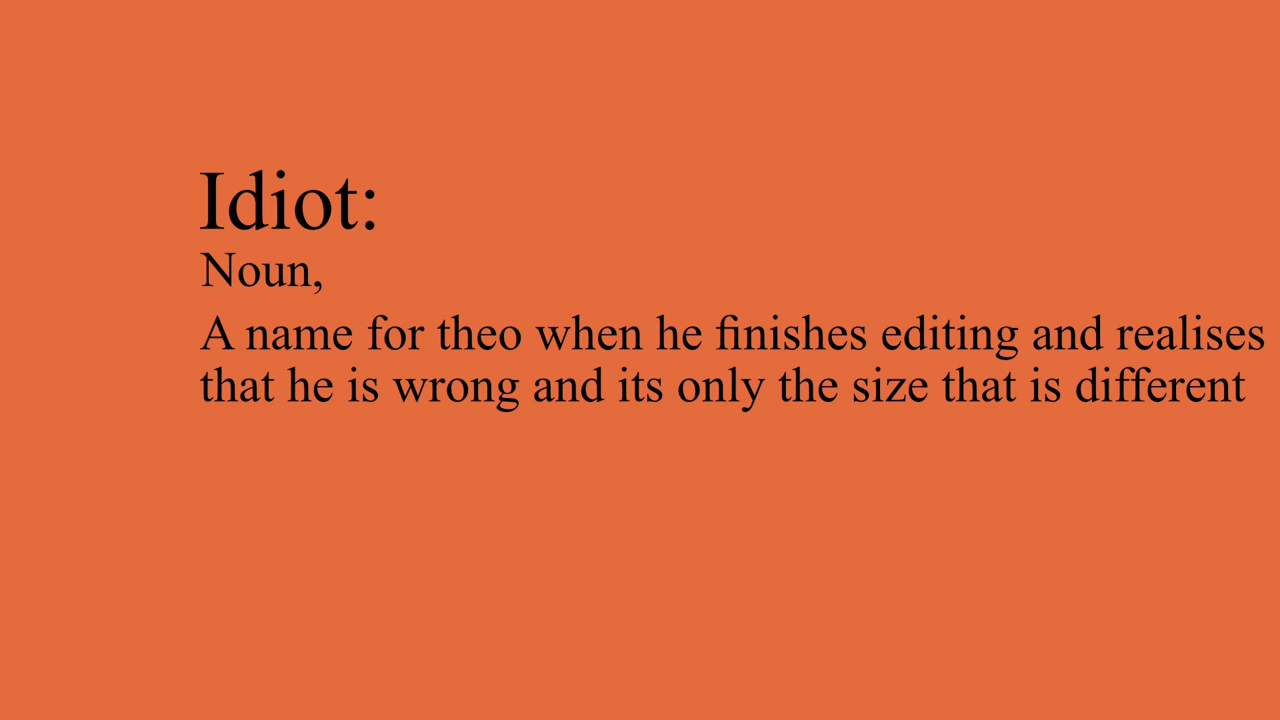 Idiot:
Noun,
A name for theo when he finishes editing and realises
that he is wrong and its only the size that is different